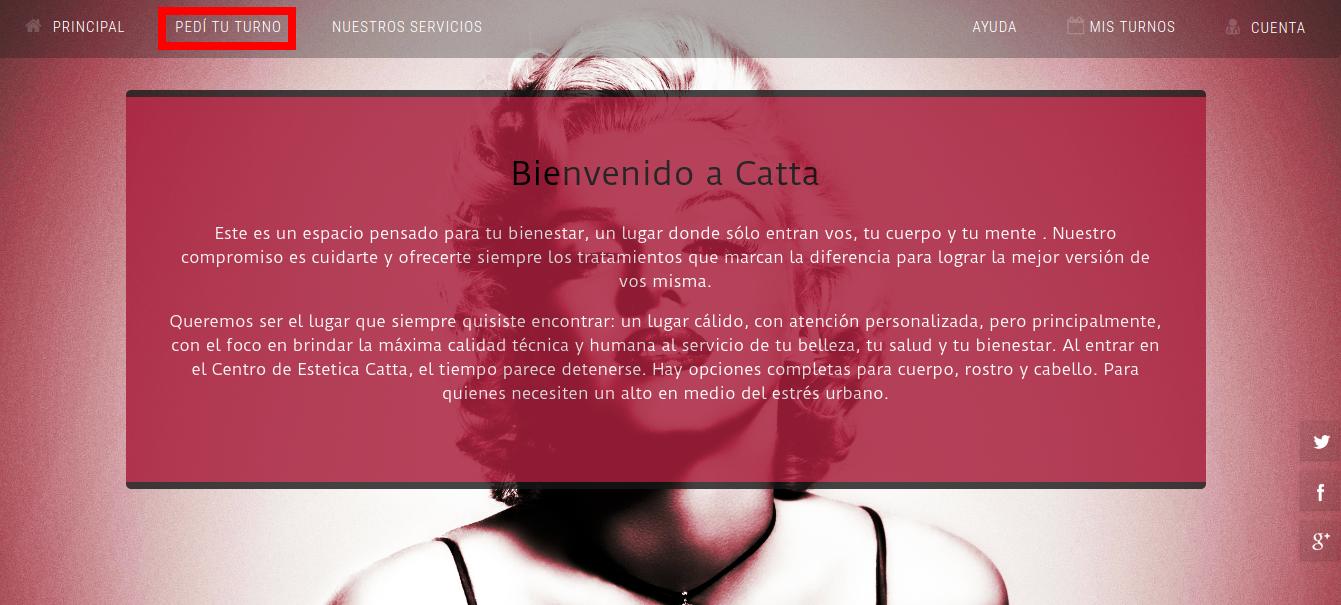 PRINCIPAL
PEDÍ TU TURNO
NUESTROS SERVICIOS
AYUDA
MIS TURNOS
CUENTA
Bienvenido a Catta
Este es un espacio pensado para tu bienestar, un lugar donde sólo entran vos, tu cuerpo y tu mente . Nuestro
compromiso es cuidarte y ofrecerte siempre los tratamientos que marcan la diferencia para lograr la mejor versión de
vos misma.
Queremos ser el lugar que siempre quisiste encontrar: un lugar cálido, con atención personalizada, pero principalmente,
con el foco en brindar la máxima calidad técnica y humana al servicio de tu belleza, tu salud y tu bienestar. Al entrar en
el Centro de Estetica Catta, el tiempo parece detenerse. Hay opciones completas para cuerpo, rostro y cabello. Para
quienes necesiten un alto en medio del estrés urbano.